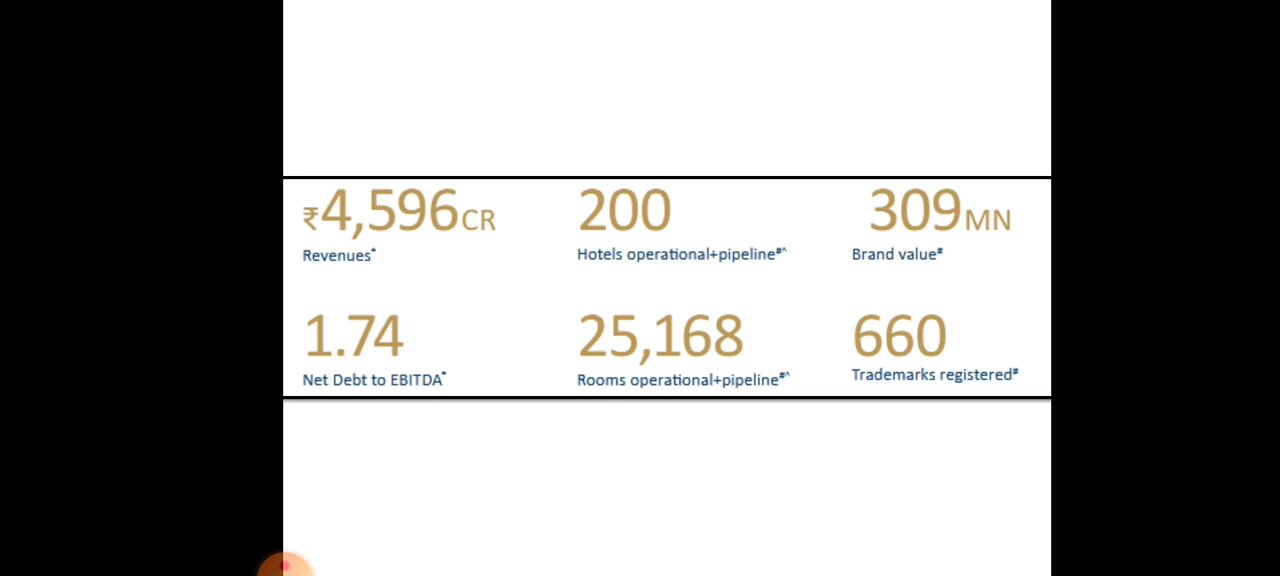 ₹4,596CR
Revenues*
200
Hotels operational+pipeline#^
309MN
Brand value#
1.74
Net Debt to EBITDA*
25,168
Rooms operational+pipeline#^
660
Trademarks registered#